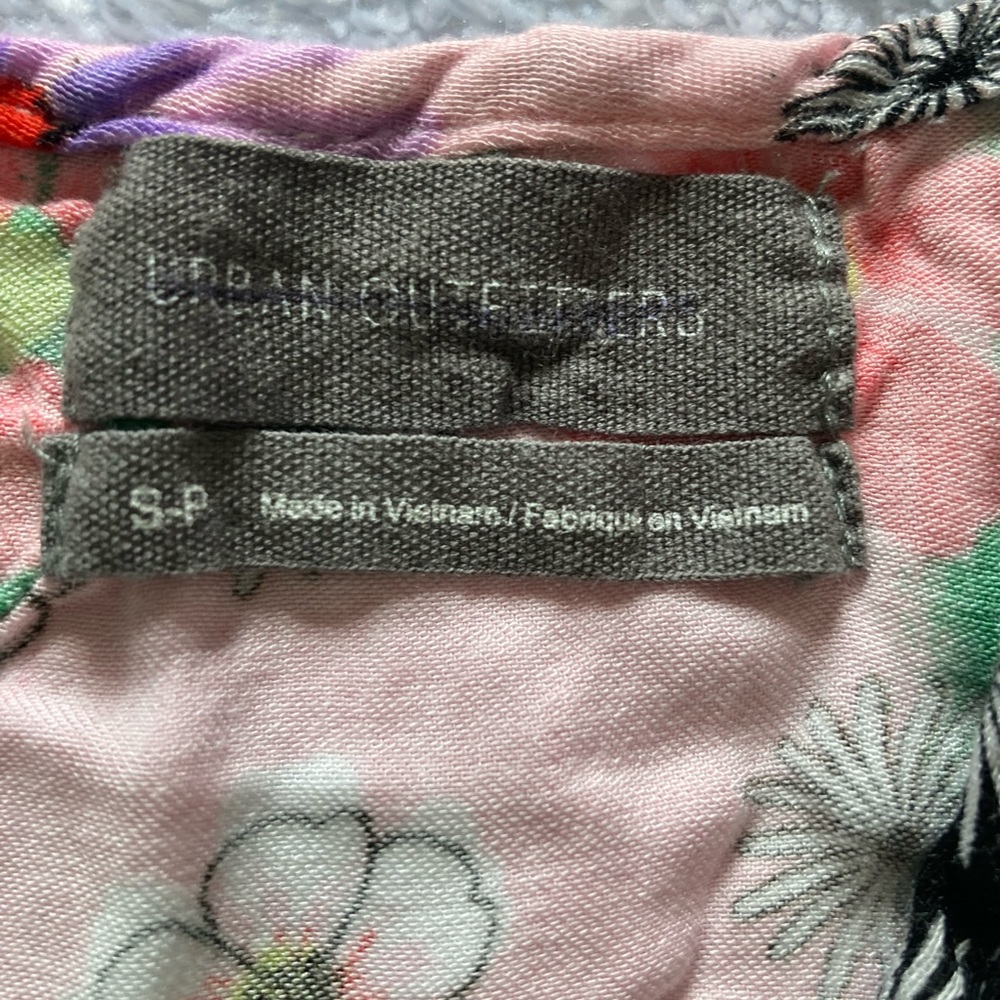 URBAN OUTFITTERS
S-P Made in Vietnam / Fabriqué en Vietnam